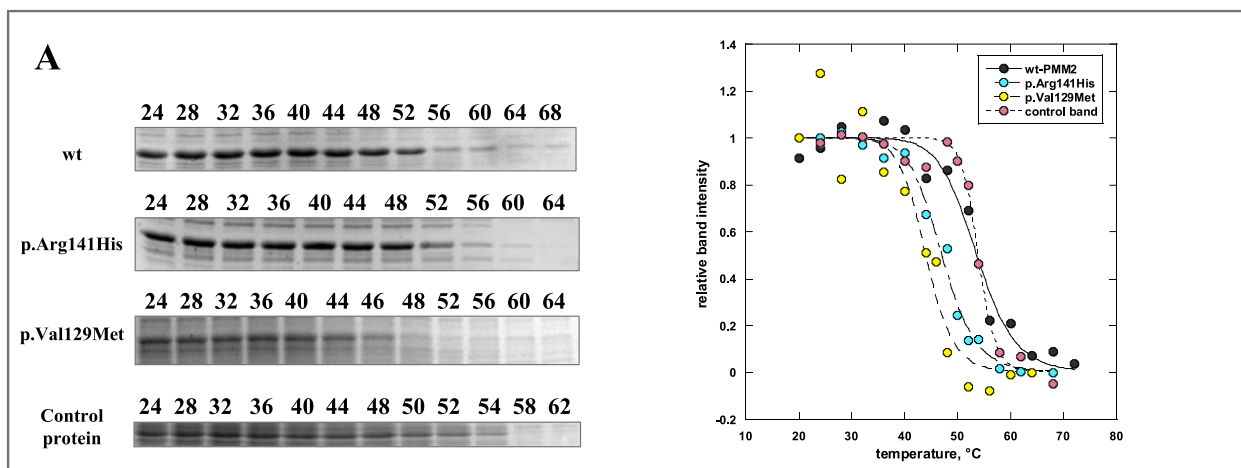 A
24 28 32 36 40 44 48 52 56 60 64 68
wt
24 28 32 36 40 44 48 52 56 60 64
p.Arg141His
24 28 32 36 40 44 46 48 52 56 60 64
p.Val129Met
24 28 32 36 40 44 48 50 52 54 58 62
Control
protein
1.4
1.2
1
0.8
0.6
0.4
0.2
0
-0.2
relative band intensity
wt-PMM2
p.Arg141His
p.Val129Met
control band
10 20 30 40 50 60 70 80
temperature, °C